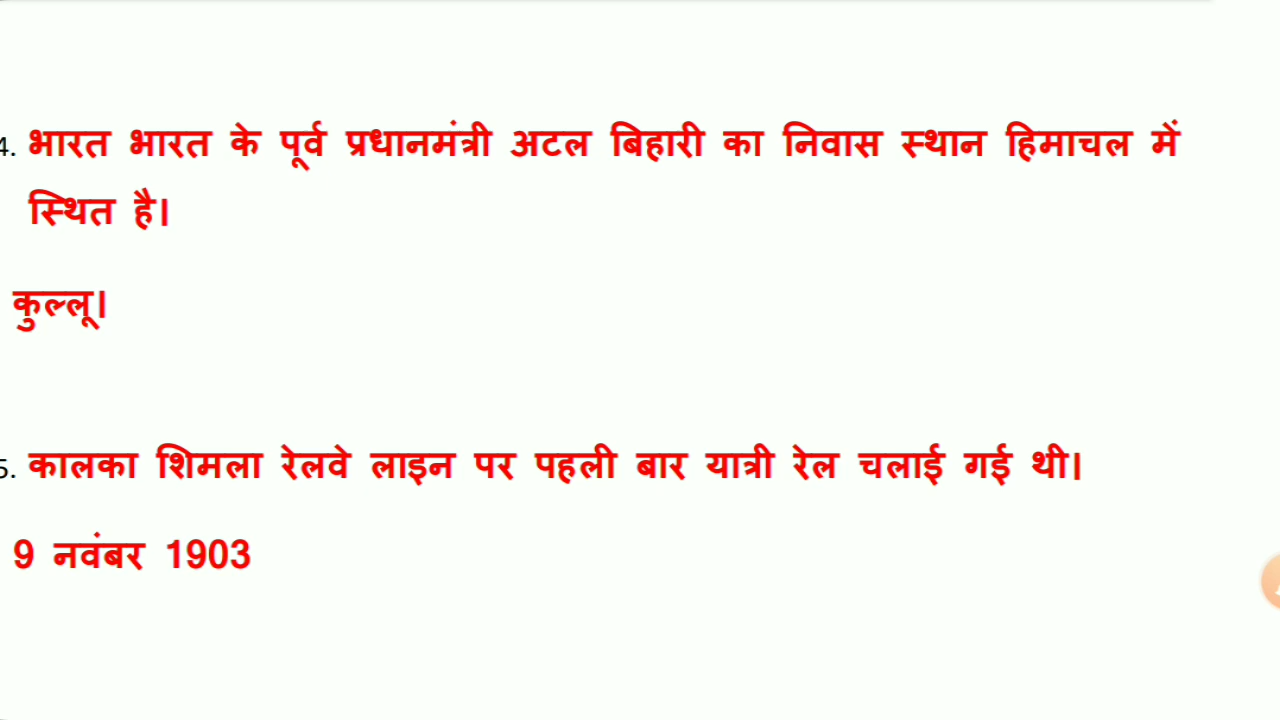 4. भारत भारत के पूर्व प्रधानमंत्री अटल बिहारी का निवास स्थान हिमाचल में
स्थित है।
कुल्लू।
5. कालका शिमला रेलवे लाइन पर पहली बार यात्री रेल चलाई गई थी।
9 नवंबर 1903